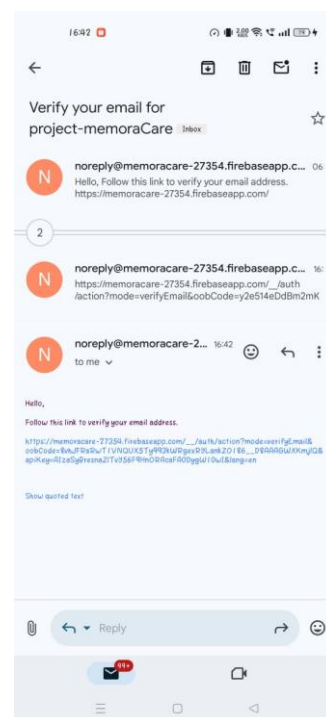 16:42
Verify your email for
project-memoraCare Inbox
N
noreply@memoracare-27354.firebaseapp.c... 06
Hello, Follow this link to verify your email address.
https://memoracare-27354.firebaseapp.com/
2
N
noreply@memoracare-27354.firebaseapp.c... 16:
https://memoracare-27354.firebaseapp.com/__/auth
/action?mode=verifyEmail&oobCode=y2e514eDdBm2mK
N
noreply@memoracare-2... 16:42
to me
Hello,
Follow this link to verify your email address.
https://memoracare-27354.firebaseapp.com/__/auth/action?mode=verifyEmail&
Show quoted text
Reply
99+